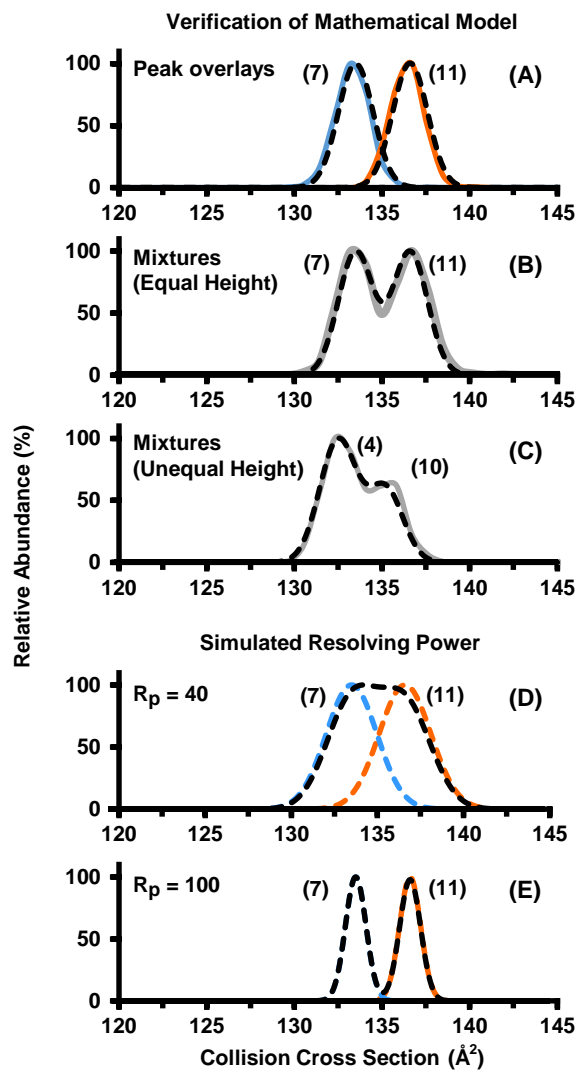 Verification of Mathematical Model
Peak overlays (7) (11) (A)
100
50
0
120 125 130 135 140 145
Mixtures (7) (11) (B)
(Equal Height)
100
50
0
120 125 130 135 140 145
Mixtures (4) (C)
(Unequal Height) (10)
100
50
0
120 125 130 135 140 145
Relative Abundance (%)
Simulated Resolving Power
Rp = 40 (7) (11) (D)
100
50
0
120 125 130 135 140 145
Rp = 100 (7) (11) (E)
100
50
0
120 125 130 135 140 145
Collision Cross Section (Å²)